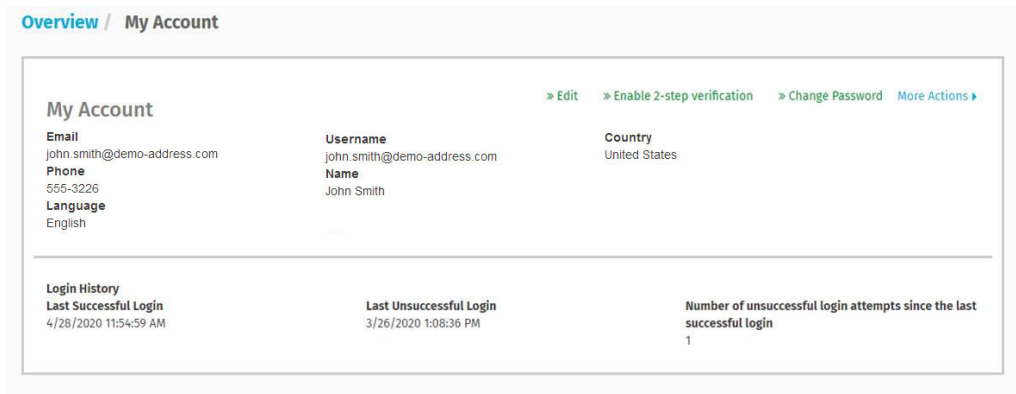 Overview / My Account
My Account
» Edit » Enable 2-step verification » Change Password More Actions ▸
Email
john.smith@demo-address.com
Phone
555-3226
Language
English
Username
john.smith@demo-address.com
Name
John Smith
Country
United States
Login History
Last Successful Login
4/28/2020 11:54:59 AM
Last Unsuccessful Login
3/26/2020 1:08:36 PM
Number of unsuccessful login attempts since the last
successful login
1